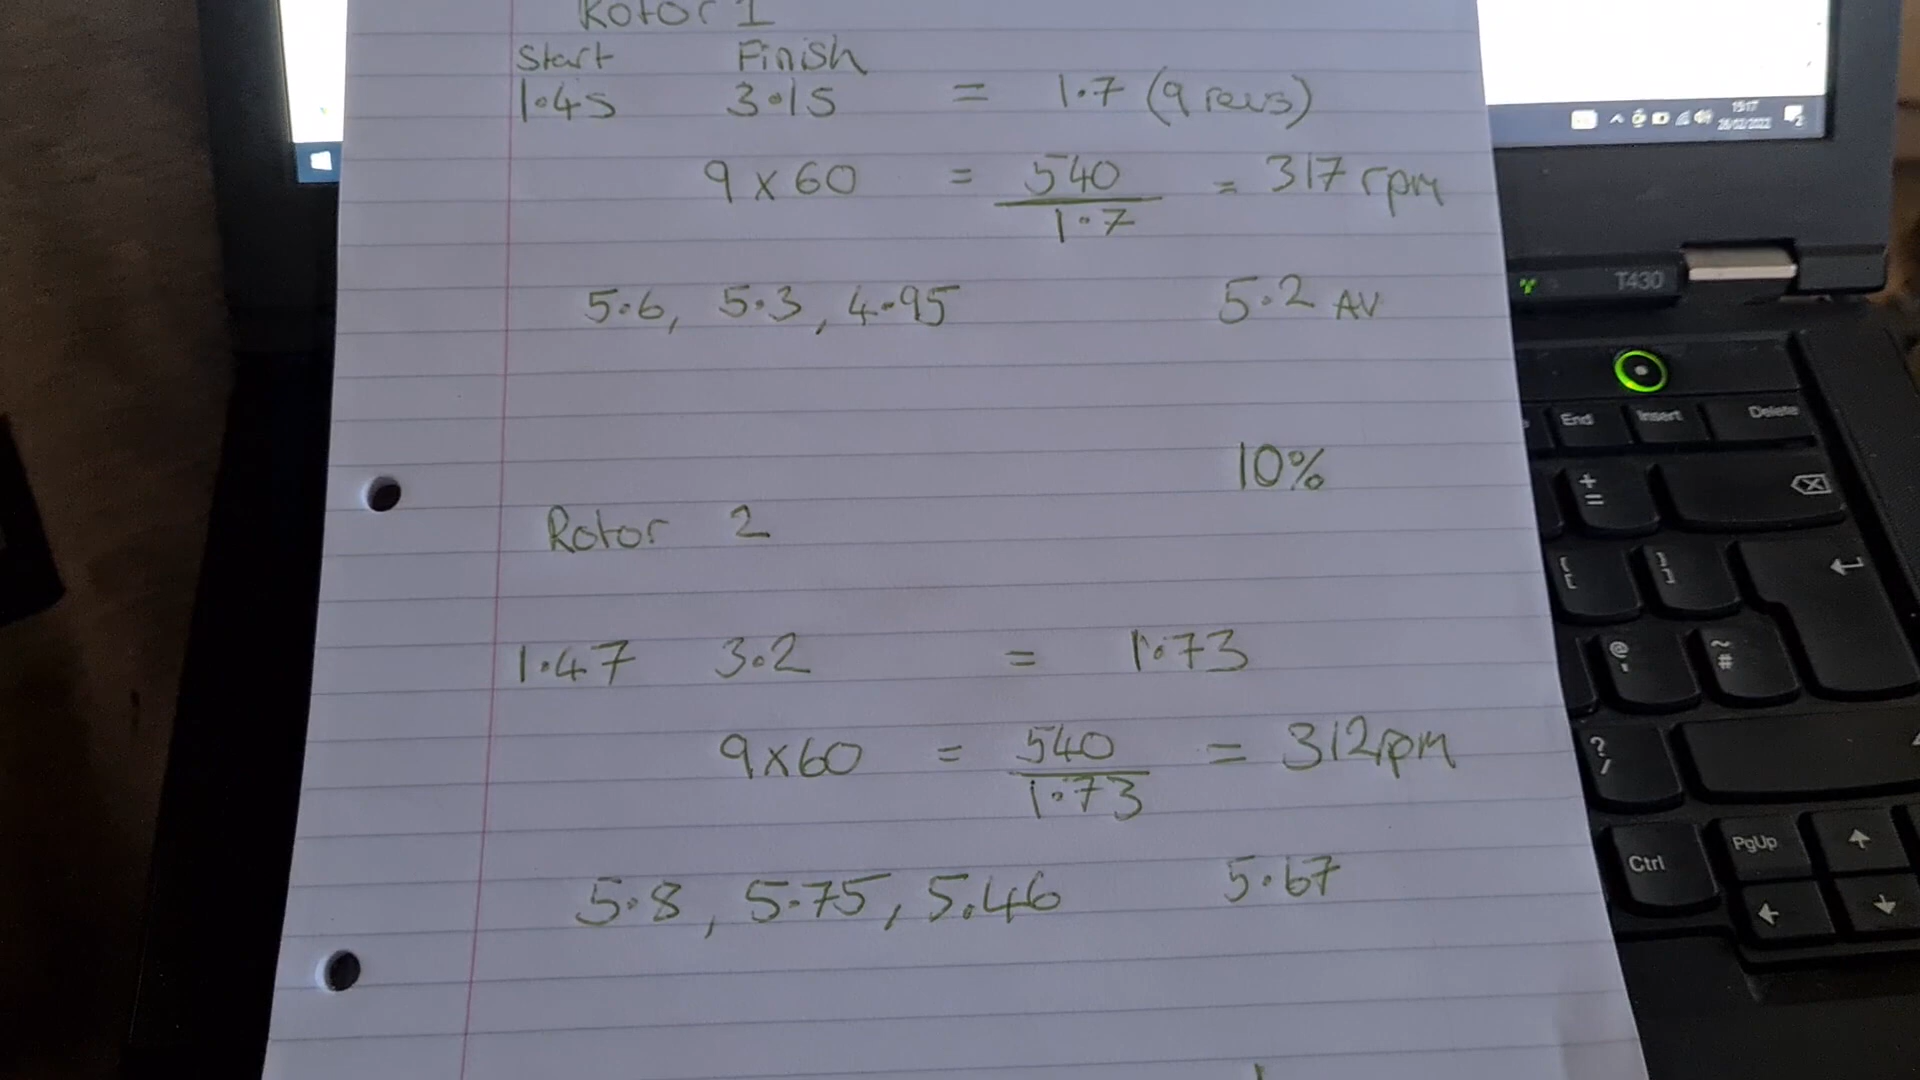 Rotor 1
Start Finish
1.45 3.15 = 1.7 (9 revs)
9 x 60 = 540 = 317 rpm
1.7
5.6, 5.3, 4.95 5.2 AV
10%
Rotor 2
1.47 3.2 = 1.73
9x60 = 540 = 312rpm
1.73
5.8, 5.75, 5.46 5.67
15:17
T430
End Insert Delete
+
=
{
[
}
]
@
'
~
#
?
/
Ctrl PgUp